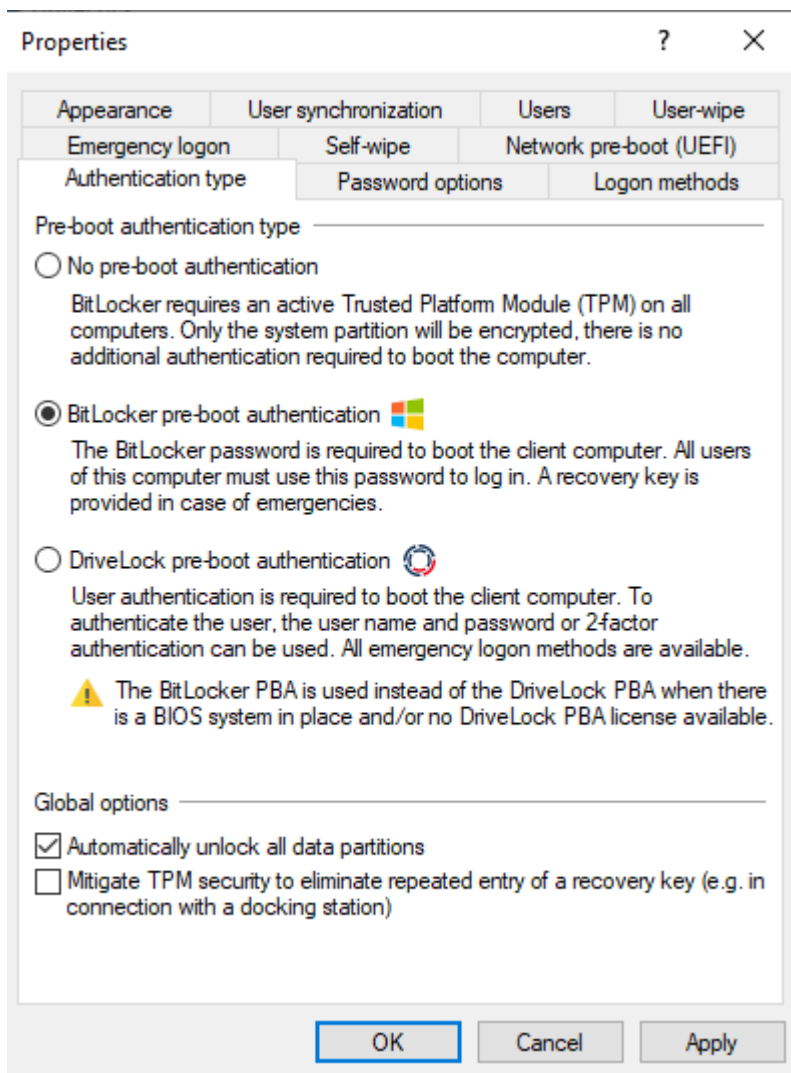 Properties
Appearance
User synchronization
Users
User-wipe
Emergency logon
Self-wipe
Network pre-boot (UEFI)
Authentication type
Password options
Logon methods
Pre-boot authentication type
No pre-boot authentication
BitLocker requires an active Trusted Platform Module (TPM) on all
computers. Only the system partition will be encrypted, there is no
additional authentication required to boot the computer.
BitLocker pre-boot authentication
The BitLocker password is required to boot the client computer. All users
of this computer must use this password to log in. A recovery key is
provided in case of emergencies.
DriveLock pre-boot authentication
User authentication is required to boot the client computer. To
authenticate the user, the user name and password or 2-factor
authentication can be used. All emergency logon methods are available.
The BitLocker PBA is used instead of the DriveLock PBA when there
is a BIOS system in place and/or no DriveLock PBA license available.
Global options
Automatically unlock all data partitions
Mitigate TPM security to eliminate repeated entry of a recovery key (e.g. in
connection with a docking station)
OK
Cancel
Apply